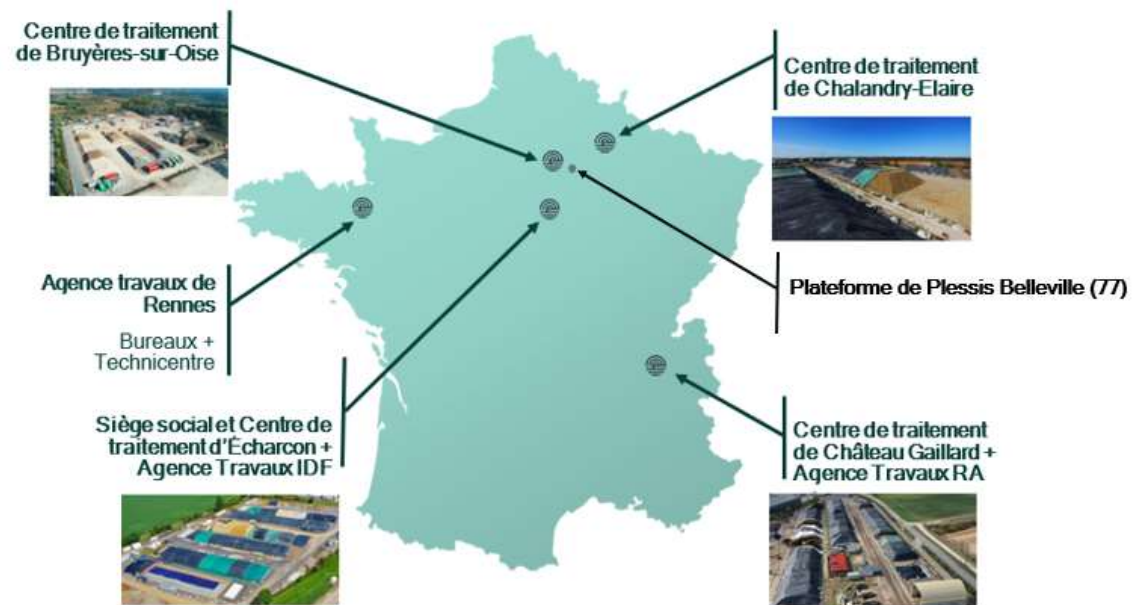 Centre de traitement
de Bruyères-sur-Oise
Centre de traitement
de Chalandry-Elaire
Agence travaux de
Rennes
Bureaux +
Technicentre
Plateforme de Plessis Belleville (77)
Siège social et Centre de
traitement d'Écharcon +
Agence Travaux IDF
Centre de traitement
de Château Gaillard +
Agence Travaux RA